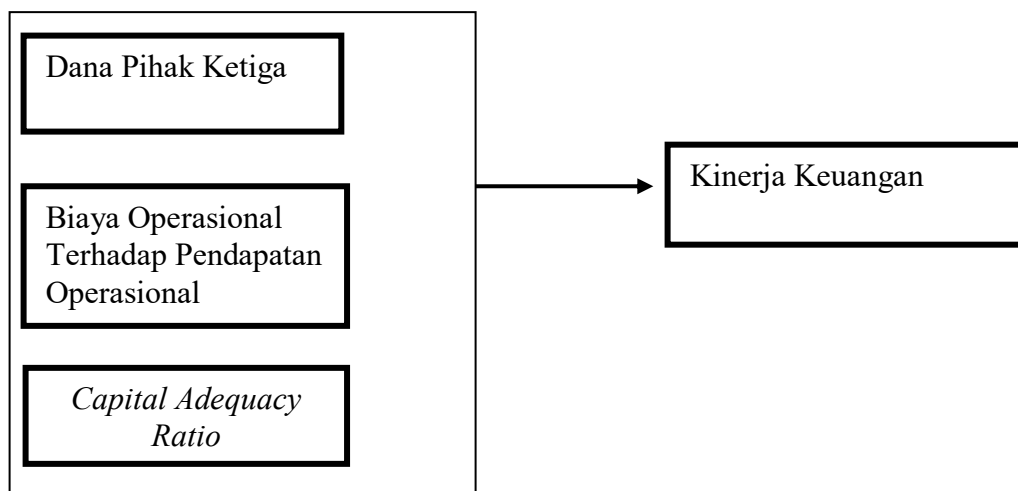 Dana Pihak Ketiga
Kinerja Keuangan
Biaya Operasional
Terhadap Pendapatan
Operasional
Capital Adequacy
Ratio